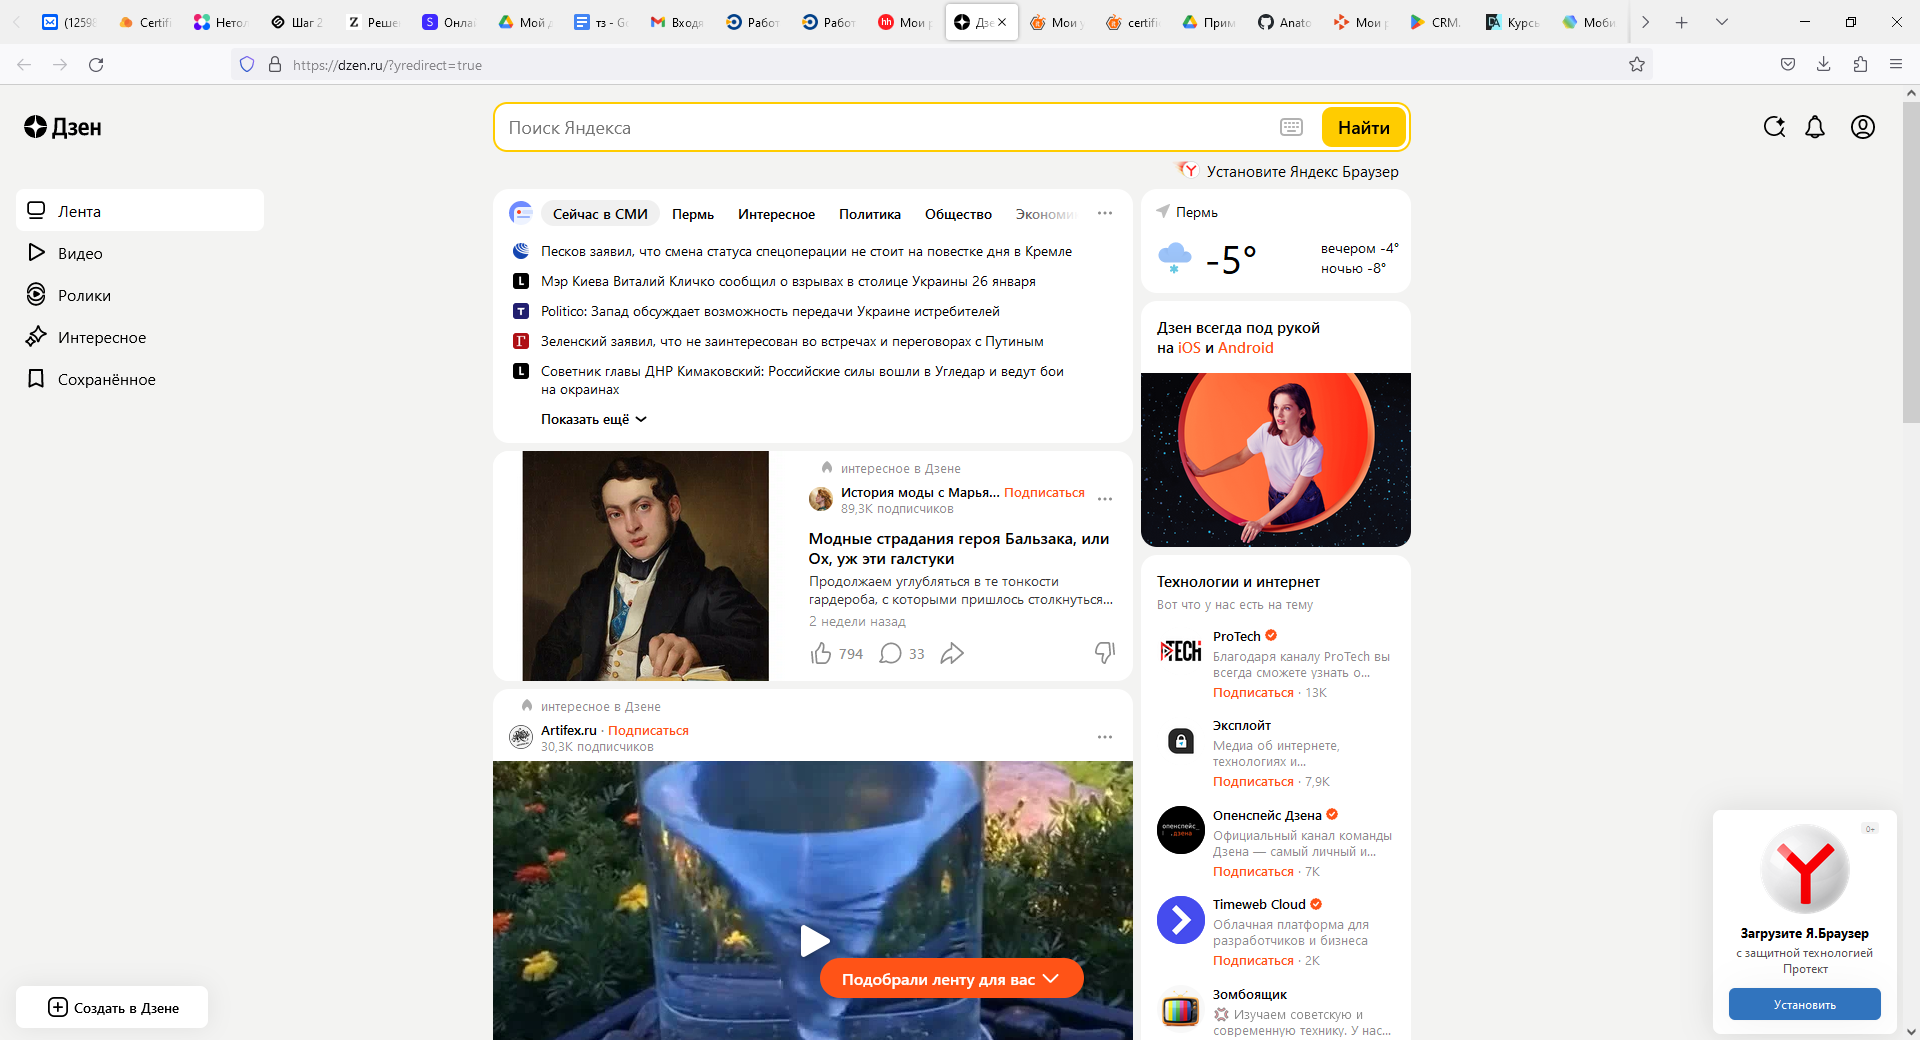 (12598
Certifi
Нетол
Шаг 2
Реше
Онла
Мой д
тз - Go
Входя
Работ
Работ
Мои р
Дзе
Мои у
certifi
Прим
Anato
Мои р
CRM.
Курсы
Моби
https://dzen.ru/?yredirect=true
Дзен
Поиск Яндекса
Найти
Установите Яндекс Браузер
Лента
Видео
Ролики
Интересное
Сохранённое
Создать в Дзене
Сейчас в СМИ
Пермь
Интересное
Политика
Общество
Экономи
Песков заявил, что смена статуса спецоперации не стоит на повестке дня в Кремле
Мэр Киева Виталий Кличко сообщил о взрывах в столице Украины 26 января
Politico: Запад обсуждает возможность передачи Украине истребителей
Зеленский заявил, что не заинтересован во встречах и переговорах с Путиным
Советник главы ДНР Кимаковский: Российские силы вошли в Угледар и ведут бои
на окраинах
Показать ещё
интересное в Дзене
История моды с Марья... Подписаться
89,3K подписчиков
Модные страдания героя Бальзака, или
Ох, уж эти галстуки
Продолжаем углубляться в те тонкости
гардероба, с которыми пришлось столкнуться...
2 недели назад
794
33
интересное в Дзене
Artifex.ru · Подписаться
30,3K подписчиков
Подобрали ленту для вас
Пермь
-5°
вечером -4°
ночью -8°
Дзен всегда под рукой
на iOS и Android
Технологии и интернет
Вот что у нас есть на тему
ТЕСН
ProTech
Благодаря каналу ProTech вы
всегда сможете узнать о...
Подписаться · 13K
Эксплойт
Медиа об интернете,
технологиях и...
Подписаться · 7,9K
опенспейс_
.дзена
Опенспейс Дзена
Официальный канал команды
Дзена — самый личный и...
Подписаться · 7K
Timeweb Cloud
Облачная платформа для
разработчиков и бизнеса
Подписаться · 2K
Зомбоящик
💢 Изучаем советскую и
современную технику. У нас...
0+
Загрузите Я.Браузер
с защитной технологией
Протект
Установить